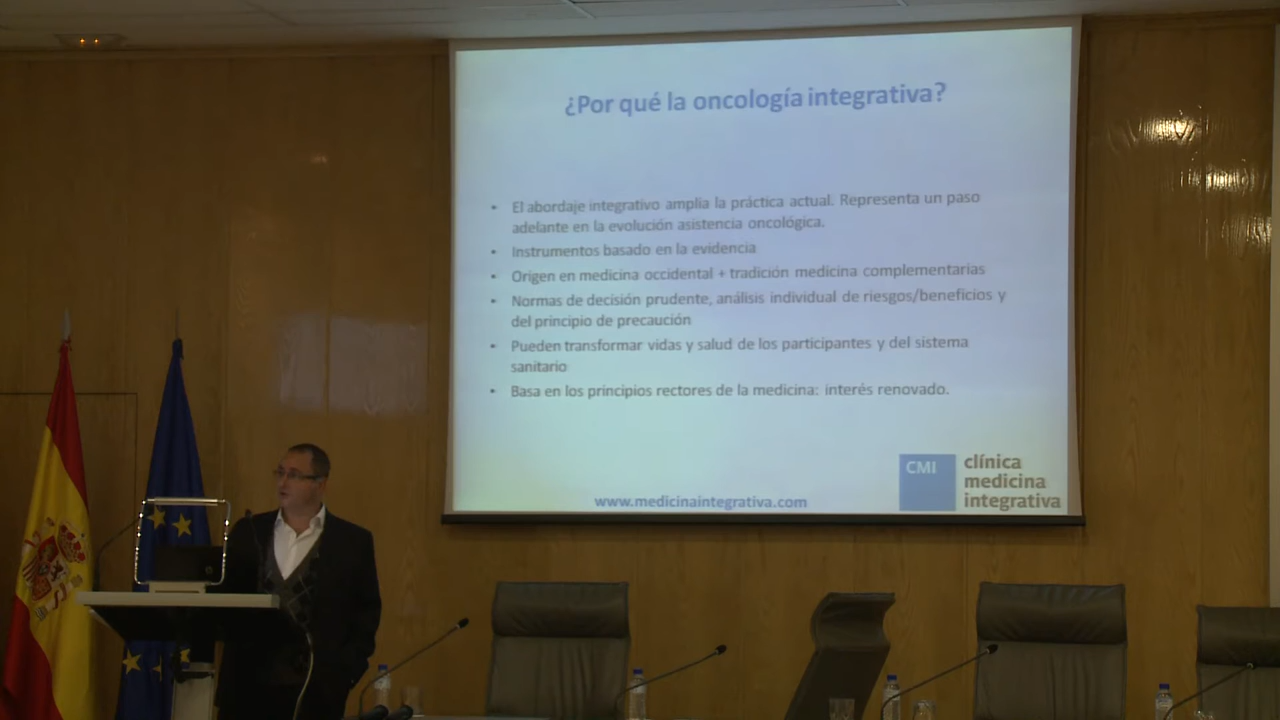 ¿Por qué la oncología integrativa?
• El abordaje integrativo amplia la práctica actual. Representa un paso
adelante en la evolución asistencia oncológica.
• Instrumentos basado en la evidencia
• Origen en medicina occidental + tradición medicina complementarias
• Normas de decisión prudente, análisis individual de riesgos/beneficios y
del principio de precaución
• Pueden transformar vidas y salud de los participantes y del sistema
sanitario
• Basa en los principios rectores de la medicina: interés renovado.
www.medicinaintegrativa.com
CMI
clínica
medicina
integrativa